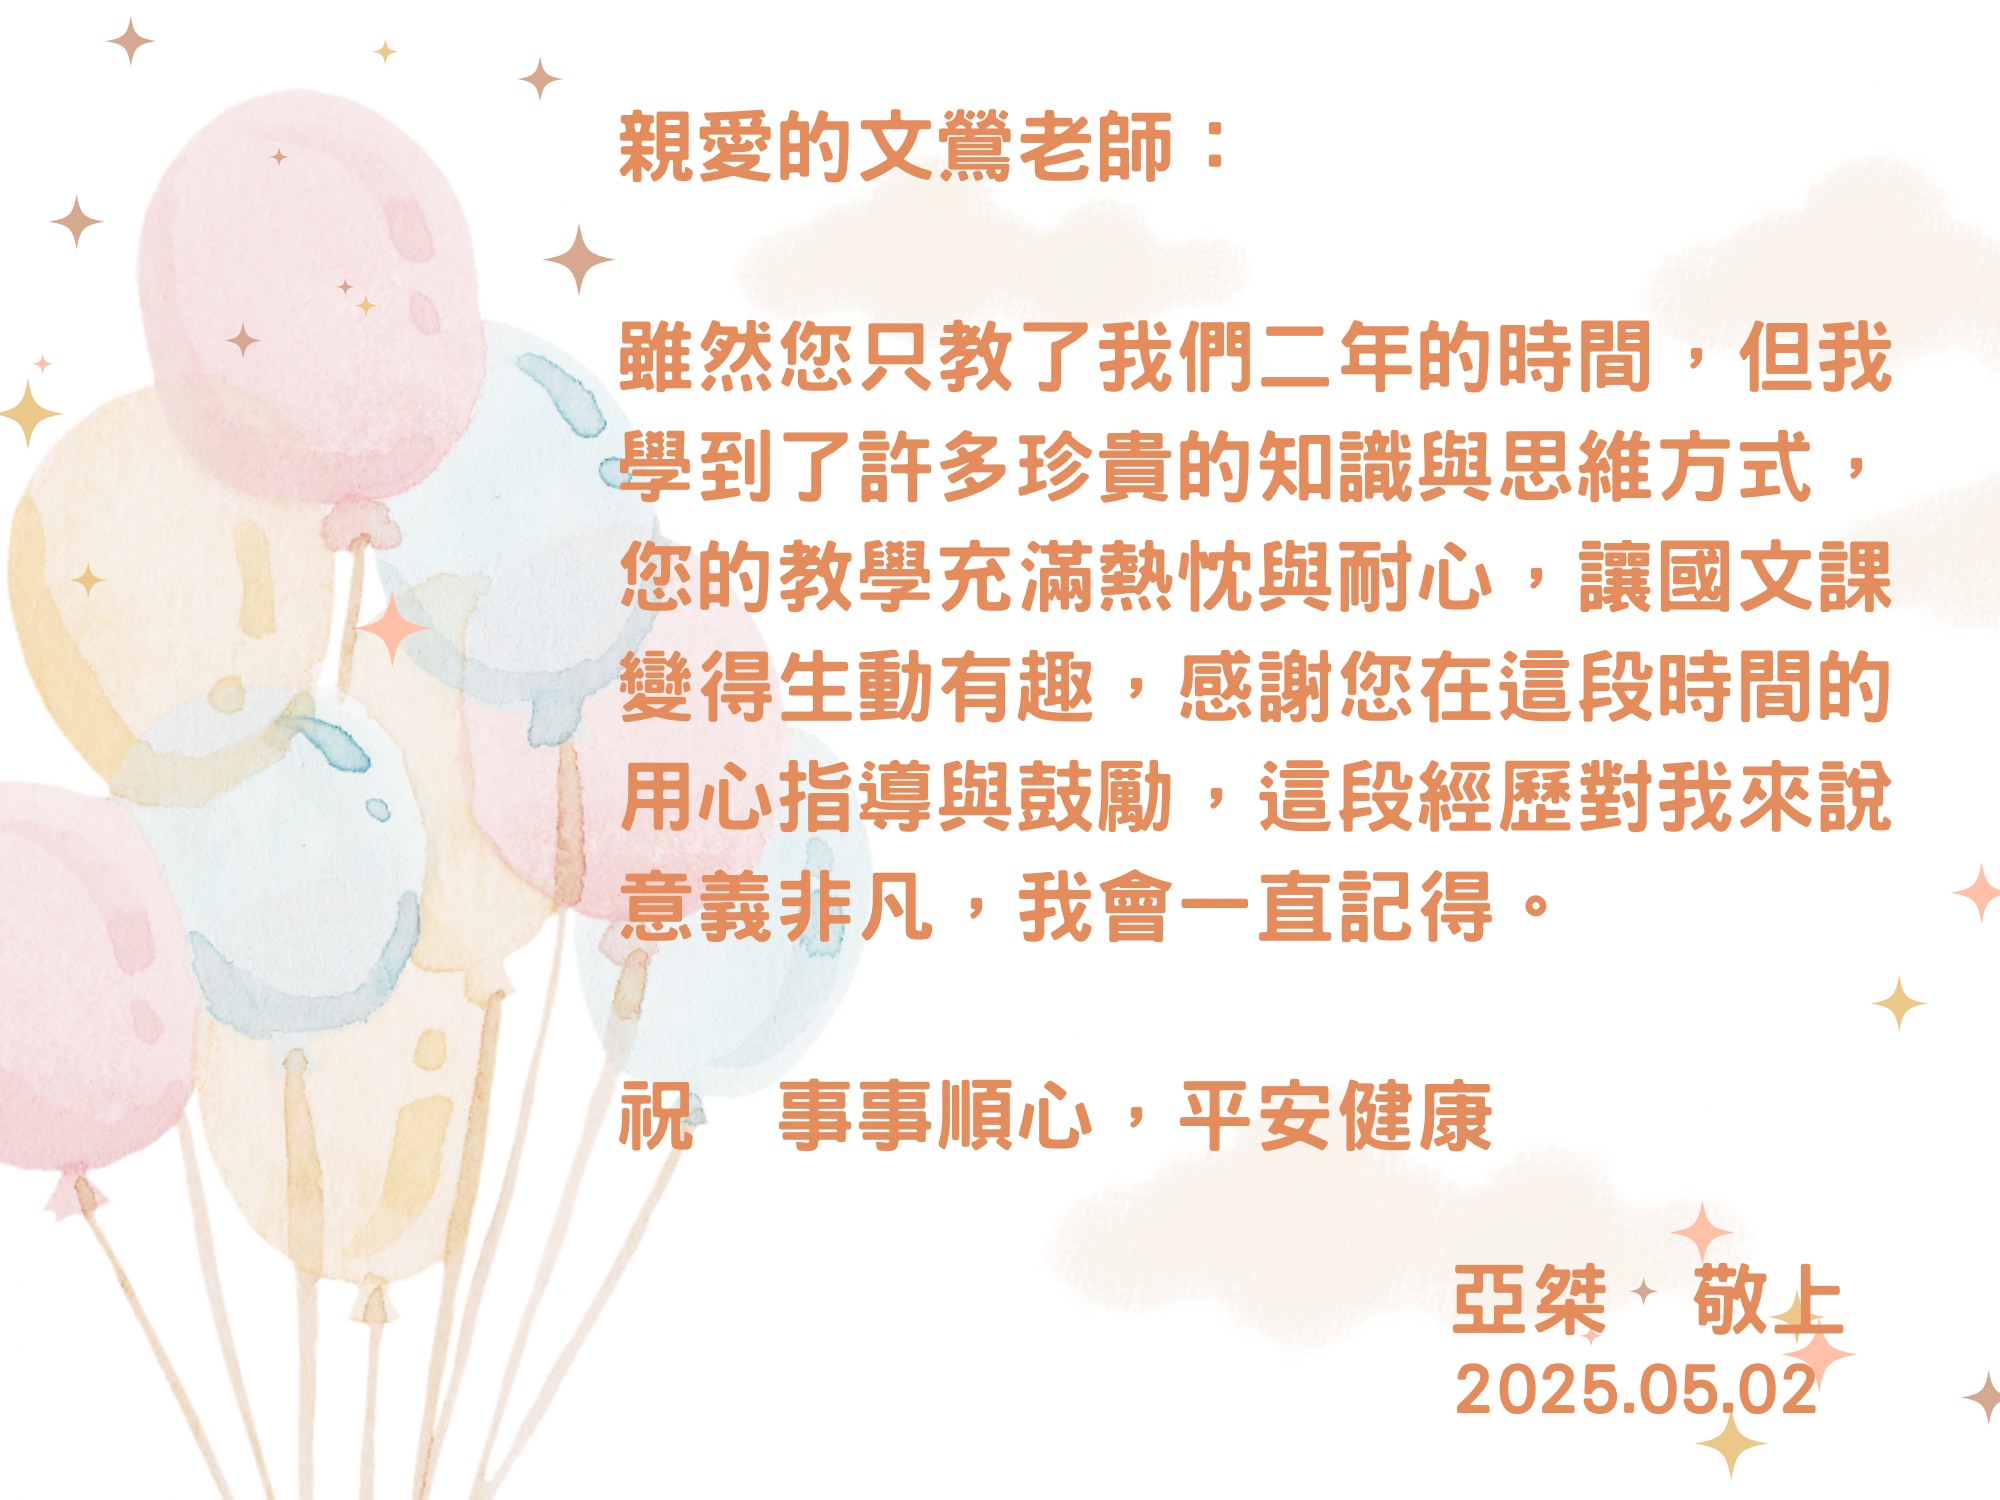 親愛的文鶯老師：
雖然您只教了我們二年的時間，但我
學到了許多珍貴的知識與思維方式，
您的教學充滿熱忱與耐心，讓國文課
變得生動有趣，感謝您在這段時間的
用心指導與鼓勵，這段經歷對我來說
意義非凡，我會一直記得。
祝　事事順心，平安健康
亞桀　敬上
2025.05.02